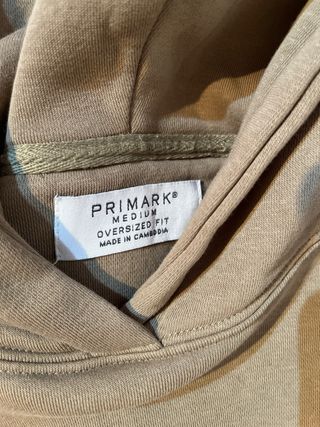 PRIMARK®
MEDIUM
OVERSIZED FIT
MADE IN CAMBODIA